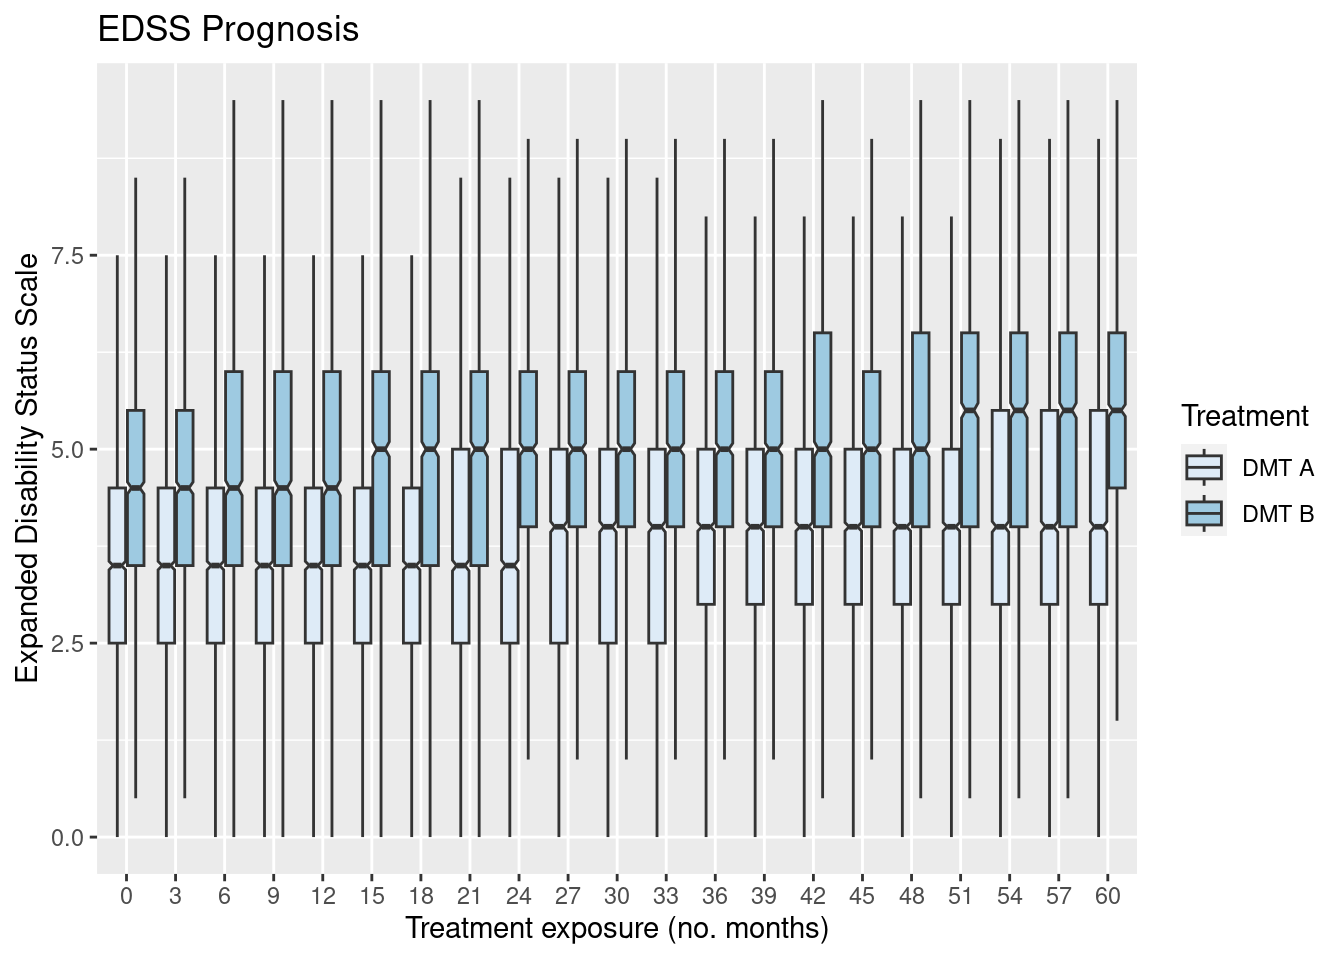 EDSS Prognosis
Expanded Disability Status Scale
7.5
5.0
2.5
0.0
0 3 6 9 12 15 18 21 24 27 30 33 36 39 42 45 48 51 54 57 60
Treatment exposure (no. months)
Treatment
DMT A
DMT B